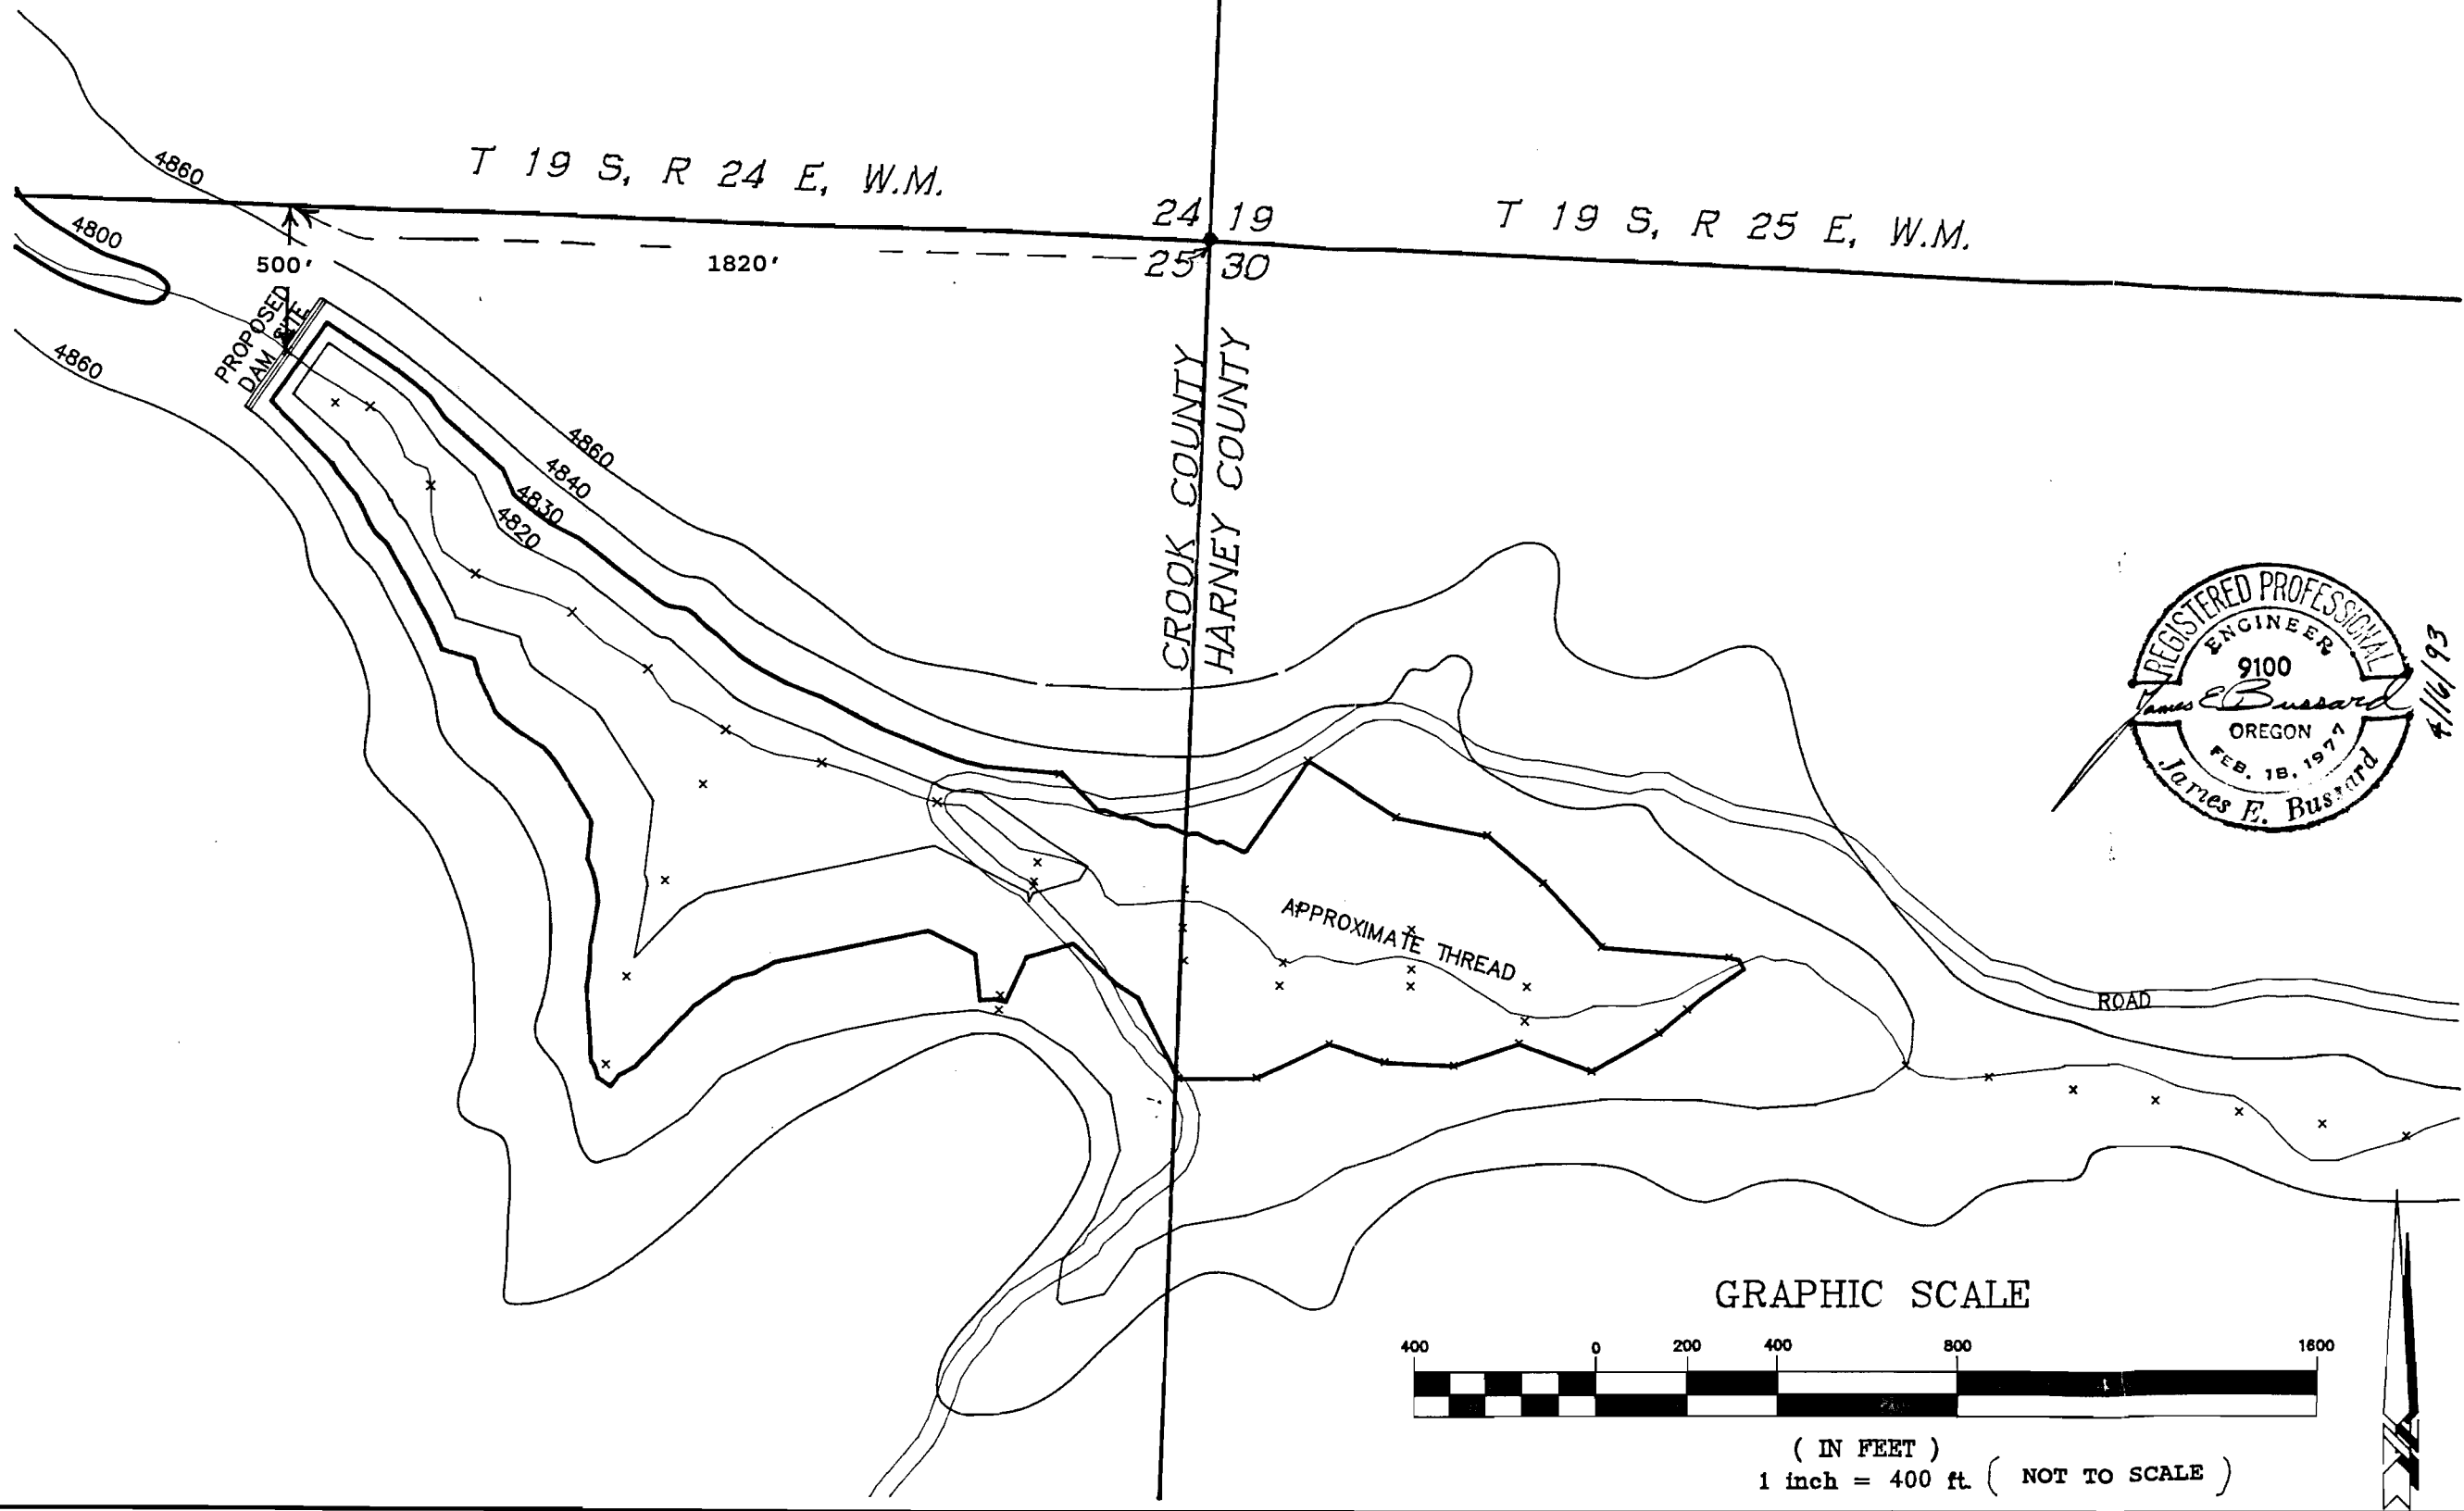 4860
T 19 S, R 24 E, W.M.
24 19
T 19 S, R 25 E, W.M.
4800
500'
1820'
25 30
PROPOSED
DAM SITE
4860
CROOK COUNTY
HARNEY COUNTY
4860
4840
4830
4820
REGISTERED PROFESSIONAL
ENGINEER
9100
James E Bussard
OREGON
FEB. 18, 1977
James E. Bussard
4/16/93
APPROXIMATE THREAD
ROAD
GRAPHIC SCALE
400 0 200 400 800 1600
( IN FEET )
1 inch = 400 ft. ( NOT TO SCALE )